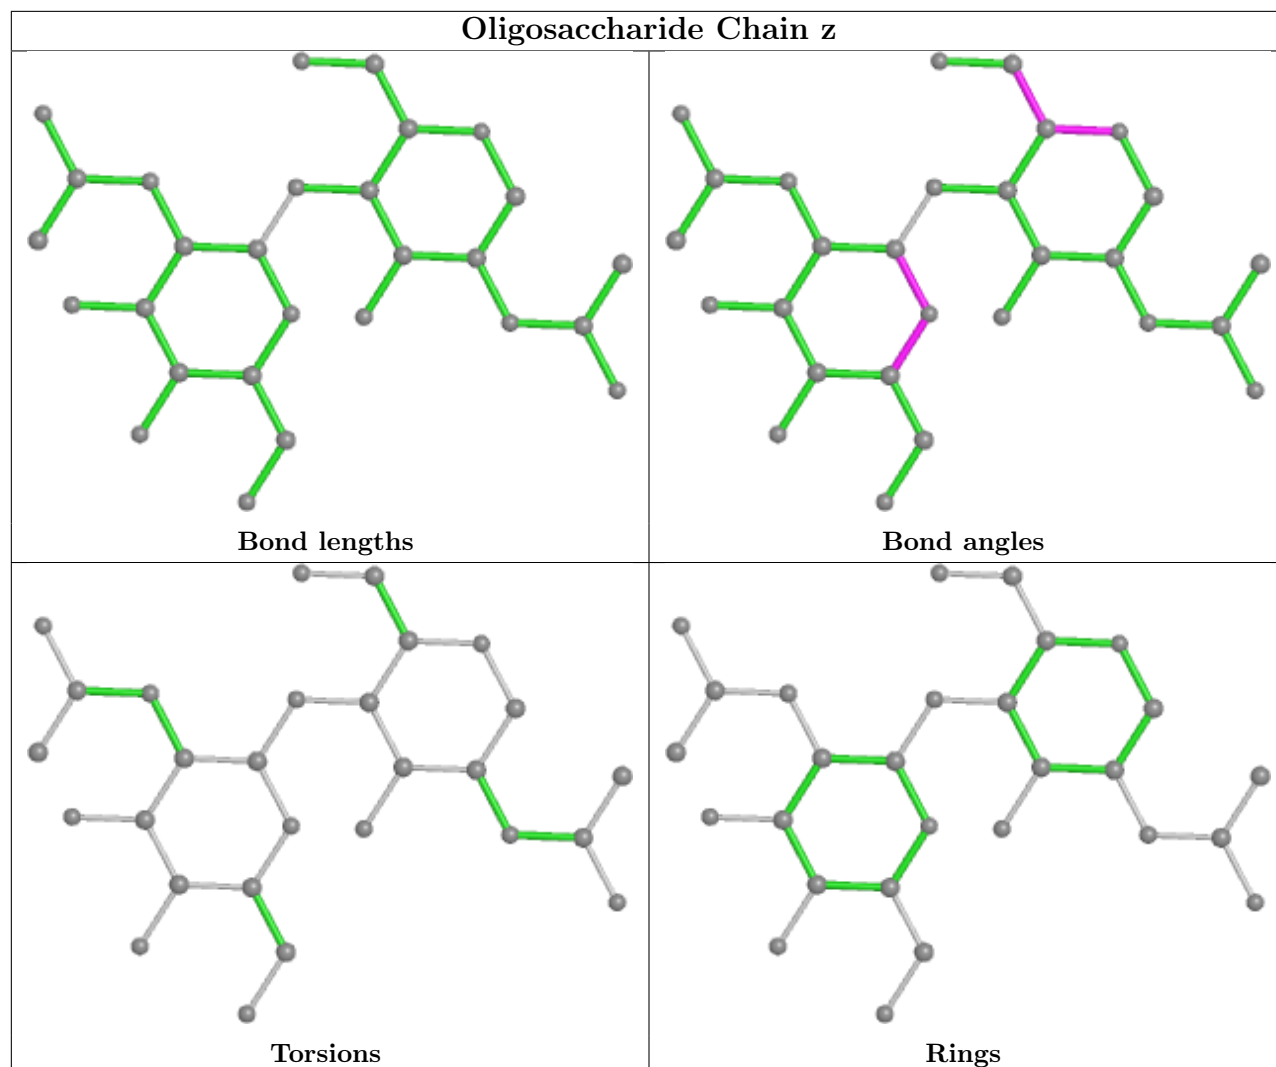 Oligosaccharide Chain z
Bond lengths
Bond angles
Torsions
Rings